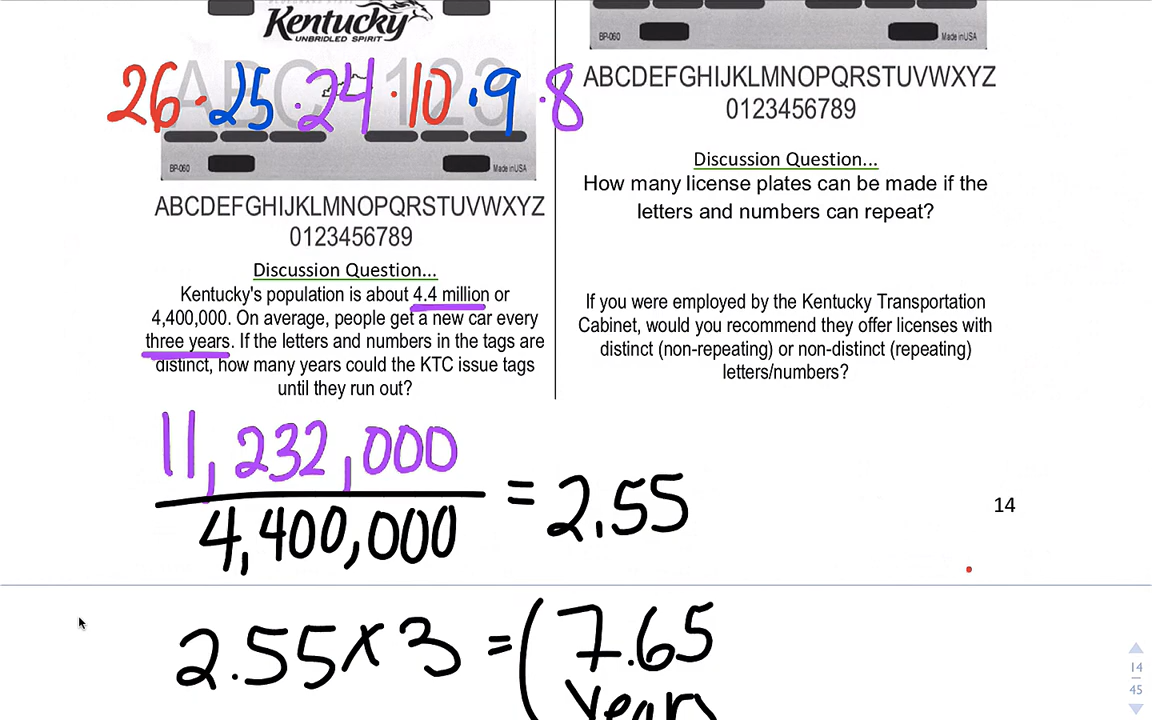 Kentucky
UNBRIDLED SPIRIT
ABC 123
26 · 25 · 24 · 10 · 9 · 8
BP-060 Made in USA
ABCDEFGHIJKLMNOPQRSTUVWXYZ
0123456789
Discussion Question...
Kentucky's population is about 4.4 million or
4,400,000. On average, people get a new car every
three years. If the letters and numbers in the tags are
distinct, how many years could the KTC issue tags
until they run out?
11,232,000
4,400,000
= 2.55
2.55 x 3 = (7.65
years
BP-060 Made in USA
ABCDEFGHIJKLMNOPQRSTUVWXYZ
0123456789
Discussion Question...
How many license plates can be made if the
letters and numbers can repeat?
If you were employed by the Kentucky Transportation
Cabinet, would you recommend they offer licenses with
distinct (non-repeating) or non-distinct (repeating)
letters/numbers?
14
14
45